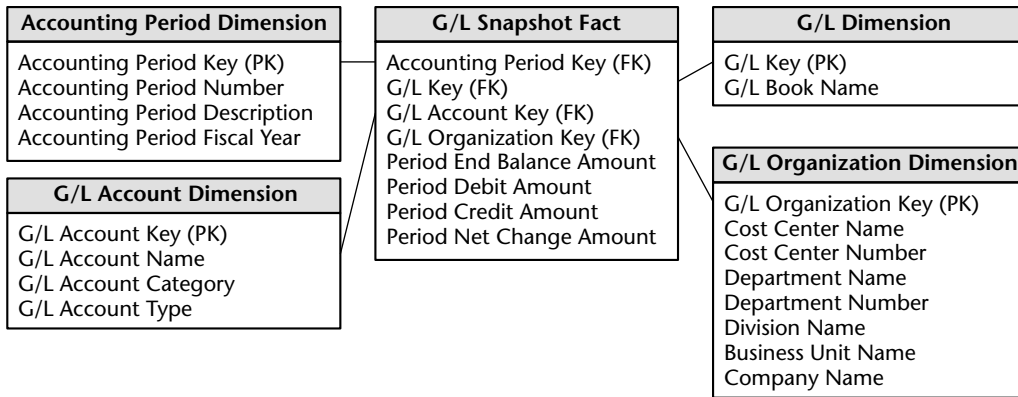 Accounting Period Dimension
Accounting Period Key (PK)
Accounting Period Number
Accounting Period Description
Accounting Period Fiscal Year
G/L Account Dimension
G/L Account Key (PK)
G/L Account Name
G/L Account Category
G/L Account Type
G/L Snapshot Fact
Accounting Period Key (FK)
G/L Key (FK)
G/L Account Key (FK)
G/L Organization Key (FK)
Period End Balance Amount
Period Debit Amount
Period Credit Amount
Period Net Change Amount
G/L Dimension
G/L Key (PK)
G/L Book Name
G/L Organization Dimension
G/L Organization Key (PK)
Cost Center Name
Cost Center Number
Department Name
Department Number
Division Name
Business Unit Name
Company Name